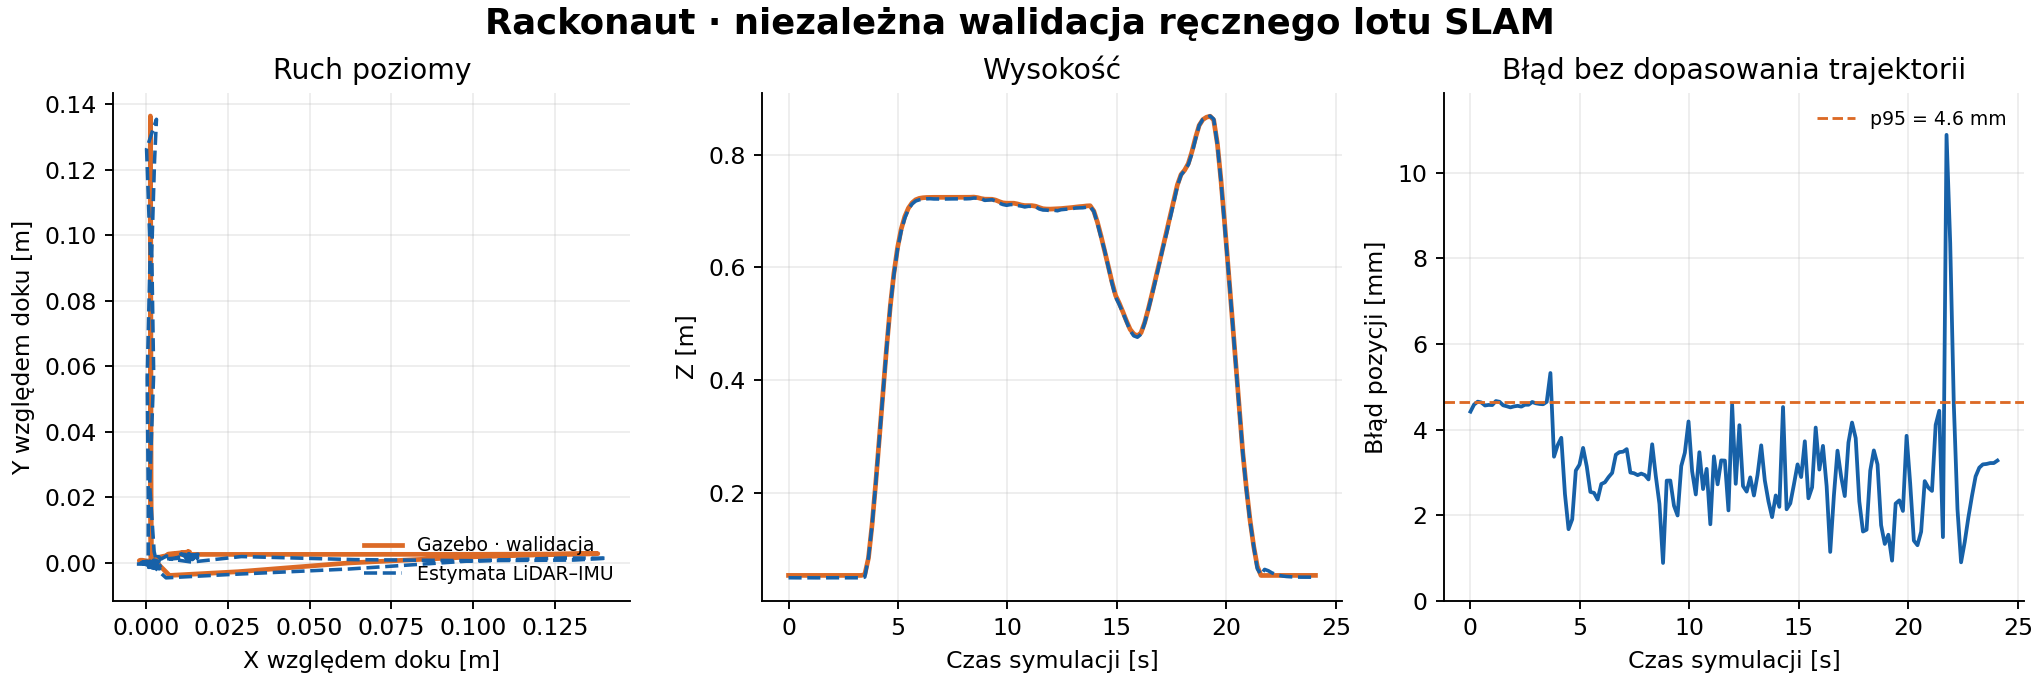 Rackonaut · niezależna walidacja ręcznego lotu SLAM
Ruch poziomy
Y względem doku [m]
0.14
0.12
0.10
0.08
0.06
0.04
0.02
0.00
0.000 0.025 0.050 0.075 0.100 0.125
X względem doku [m]
Gazebo · walidacja
Estymata LiDAR–IMU
Wysokość
Z [m]
0.8
0.6
0.4
0.2
0 5 10 15 20 25
Czas symulacji [s]
Błąd bez dopasowania trajektorii
Błąd pozycji [mm]
10
8
6
4
2
0
0 5 10 15 20 25
Czas symulacji [s]
p95 = 4.6 mm